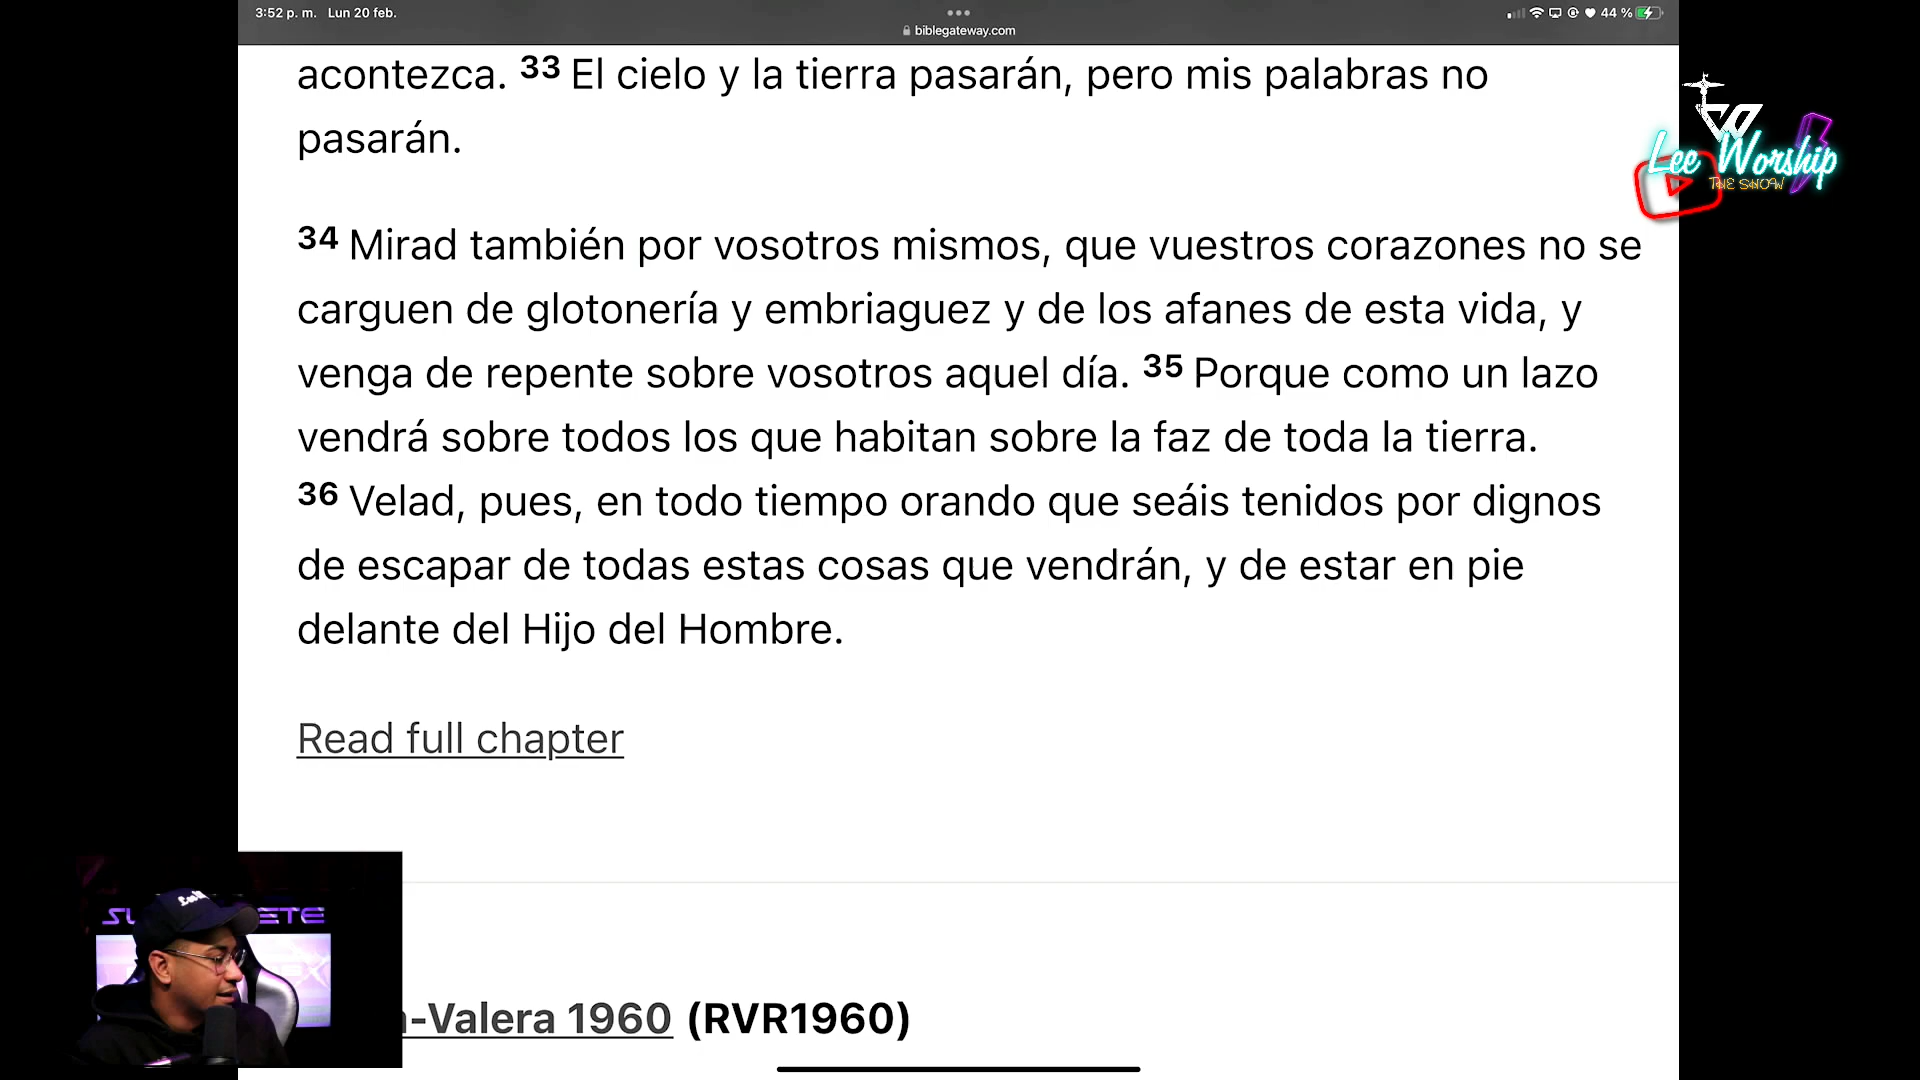 3:52 p. m. Lun 20 feb.
biblegateway.com
44 %
acontezca. 33 El cielo y la tierra pasarán, pero mis palabras no
pasarán.
Lee Worship
THE SHOW
34 Mirad también por vosotros mismos, que vuestros corazones no se
carguen de glotonería y embriaguez y de los afanes de esta vida, y
venga de repente sobre vosotros aquel día. 35 Porque como un lazo
vendrá sobre todos los que habitan sobre la faz de toda la tierra.
36 Velad, pues, en todo tiempo orando que seáis tenidos por dignos
de escapar de todas estas cosas que vendrán, y de estar en pie
delante del Hijo del Hombre.
Read full chapter
-Valera 1960 (RVR1960)